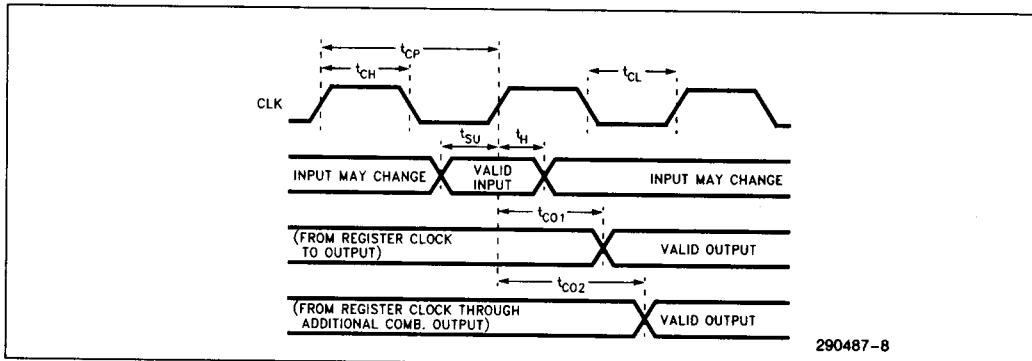 tCP
tCH
tCL
CLK
tSU
tH
INPUT MAY CHANGE
VALID
INPUT
INPUT MAY CHANGE
tCO1
(FROM REGISTER CLOCK
TO OUTPUT)
VALID OUTPUT
tCO2
(FROM REGISTER CLOCK THROUGH
ADDITIONAL COMB. OUTPUT)
VALID OUTPUT
290487-8